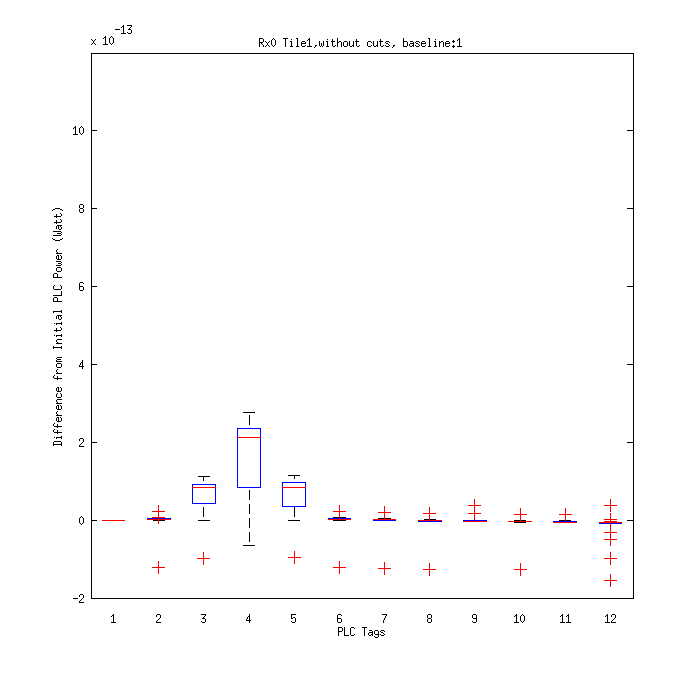 x 10-13
Rx0 Tile1,without cuts, baseline:1
10
8
6
4
2
0
-2
Difference from Initial PLC Power (Watt)
1 2 3 4 5 6 7 8 9 10 11 12
PLC Tags